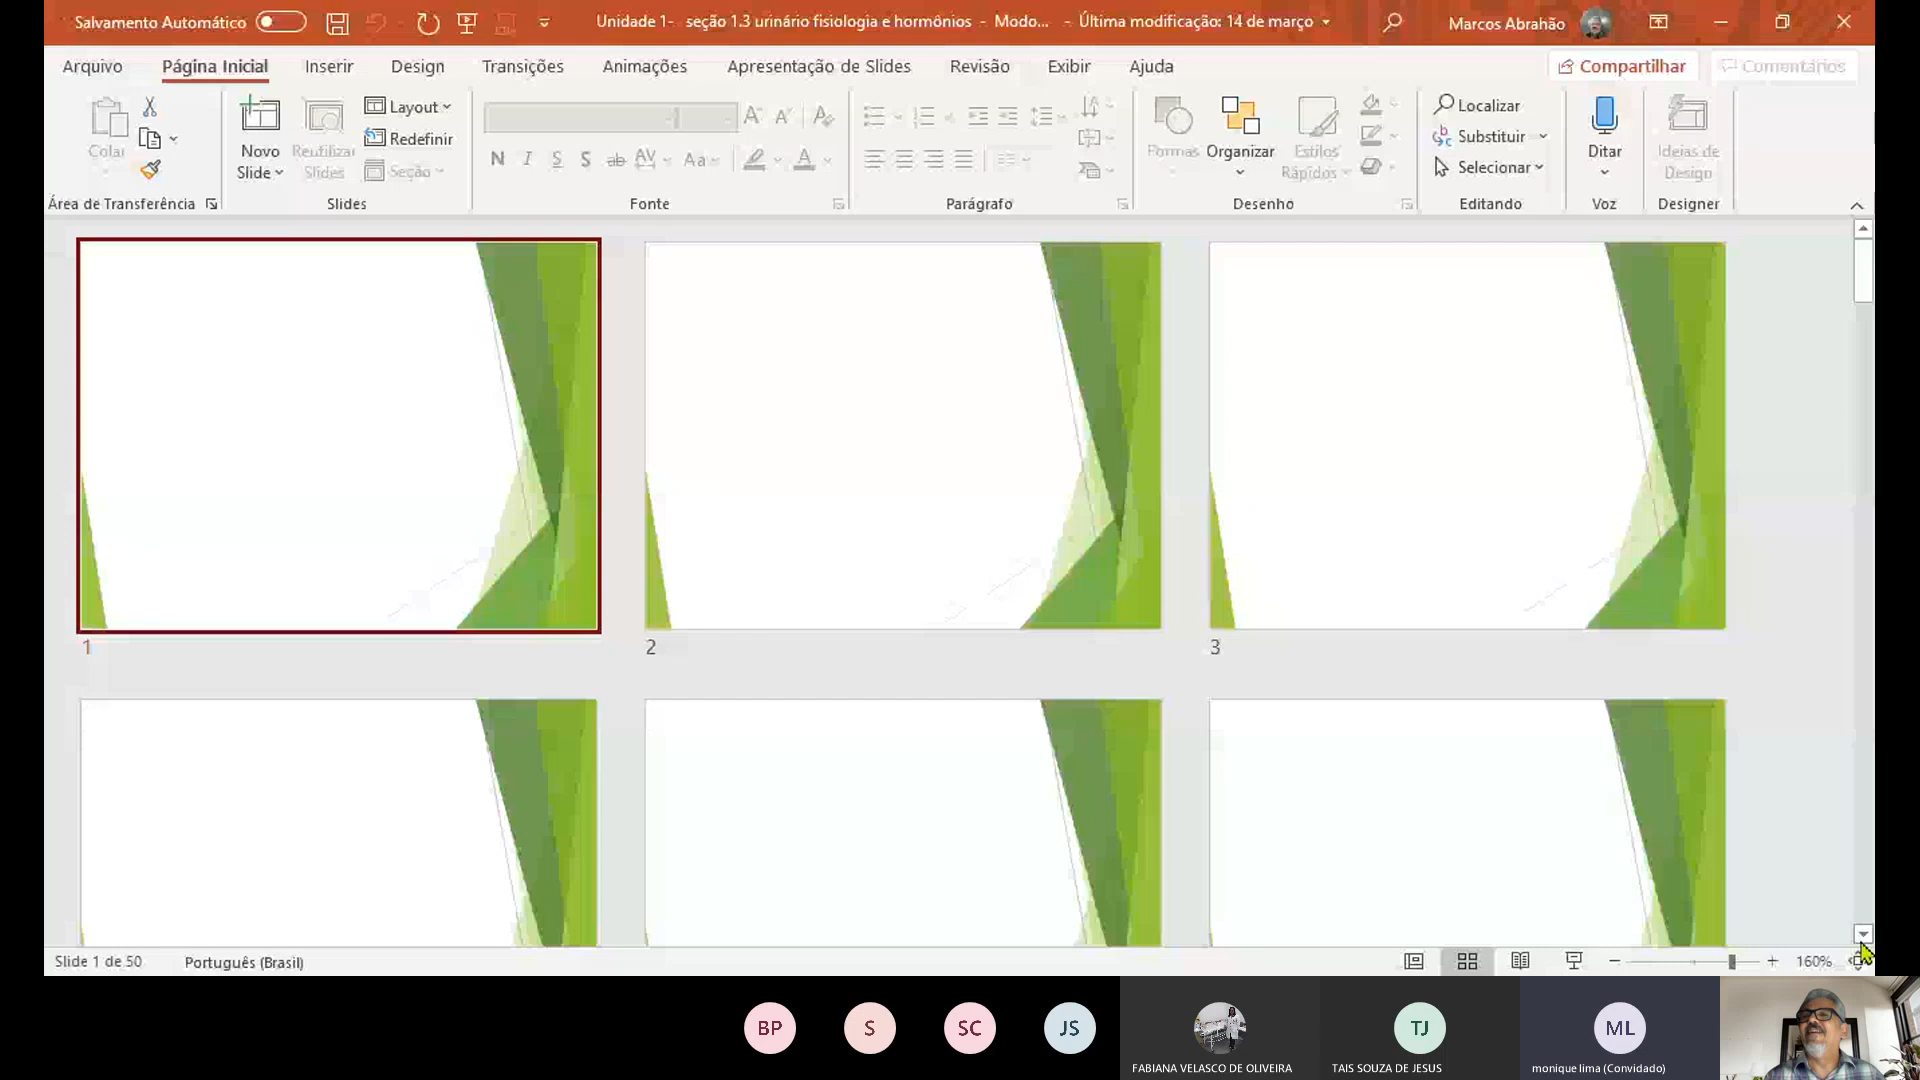 Salvamento Automático
Unidade 1- seção 1.3 urinário fisiologia e hormônios - Modo... - Última modificação: 14 de março
Marcos Abrahão
Arquivo Página Inicial Inserir Design Transições Animações Apresentação de Slides Revisão Exibir Ajuda
Compartilhar Comentários
Colar
Novo Slide
Reutilizar Slides
Layout
Redefinir
Seção
N I S S ab AV Aa A
Formas
Organizar
Estilos Rápidos
Localizar
Substituir
Selecionar
Ditar
Ideias de Design
Área de Transferência Slides Fonte Parágrafo Desenho Editando Voz Designer
1 2 3
Slide 1 de 50 Português (Brasil) 160%
BP S SC JS TJ ML
FABIANA VELASCO DE OLIVEIRA TAIS SOUZA DE JESUS monique lima (Convidado)